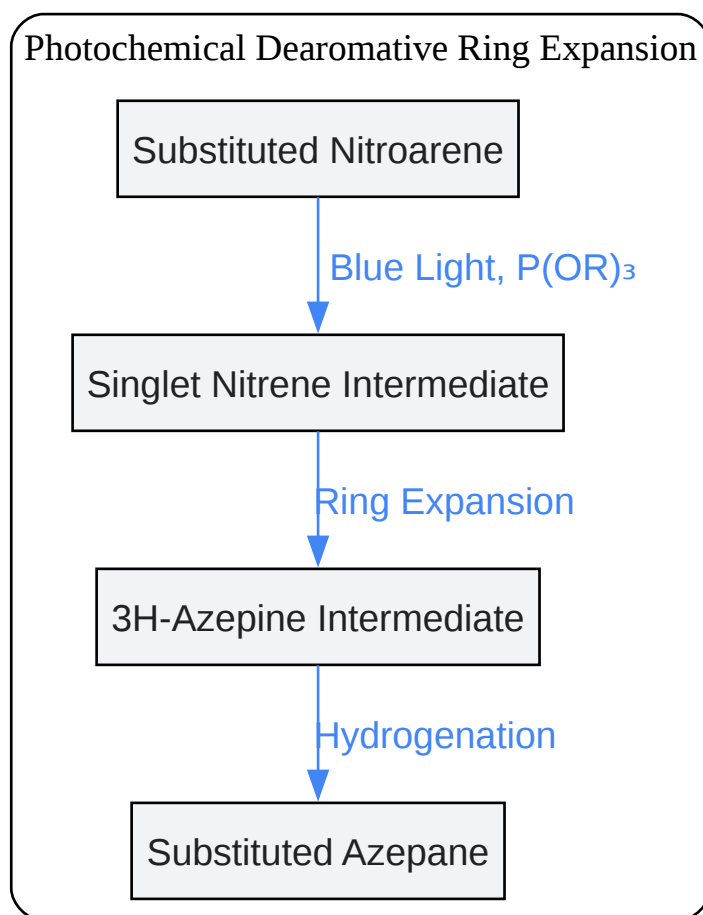 Photochemical Dearomative Ring Expansion
Substituted Nitroarene
Blue Light, P(OR)₃
Singlet Nitrene Intermediate
Ring Expansion
3H-Azepine Intermediate
Hydrogenation
Substituted Azepane